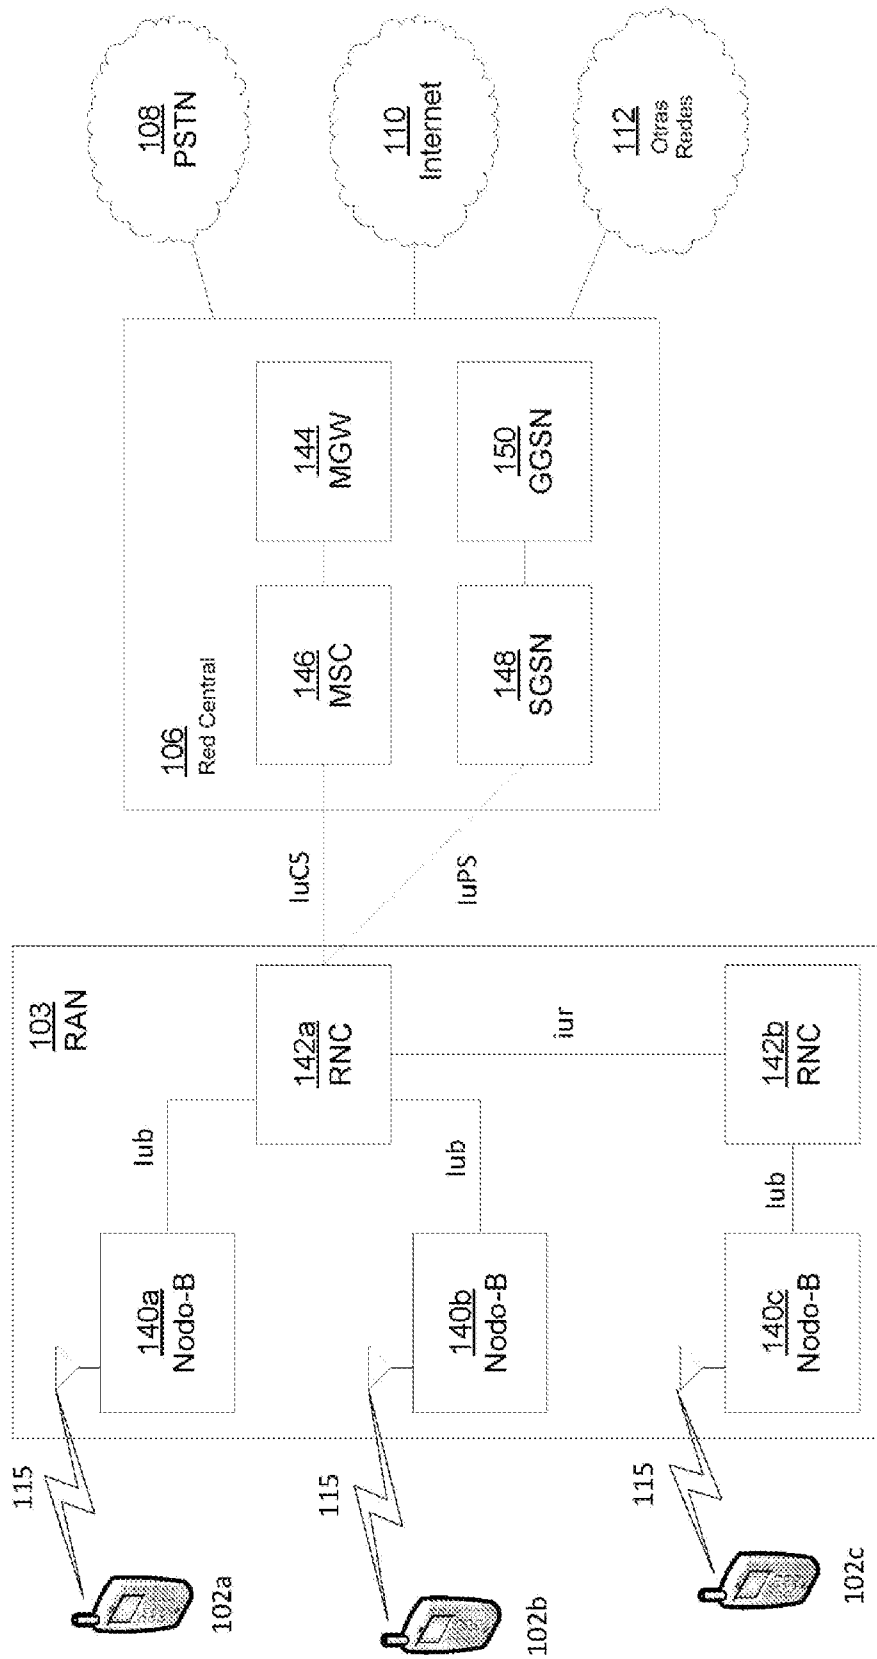 102a
115
140a
Nodo-B
Iub
103
RAN
102b
115
140b
Nodo-B
Iub
142a
RNC
iur
102c
115
140c
Nodo-B
Iub
142b
RNC
IuCS
IuPS
106
Red Central
146
MSC
144
MGW
148
SGSN
150
GGSN
108
PSTN
110
Internet
112
Otras
Redes